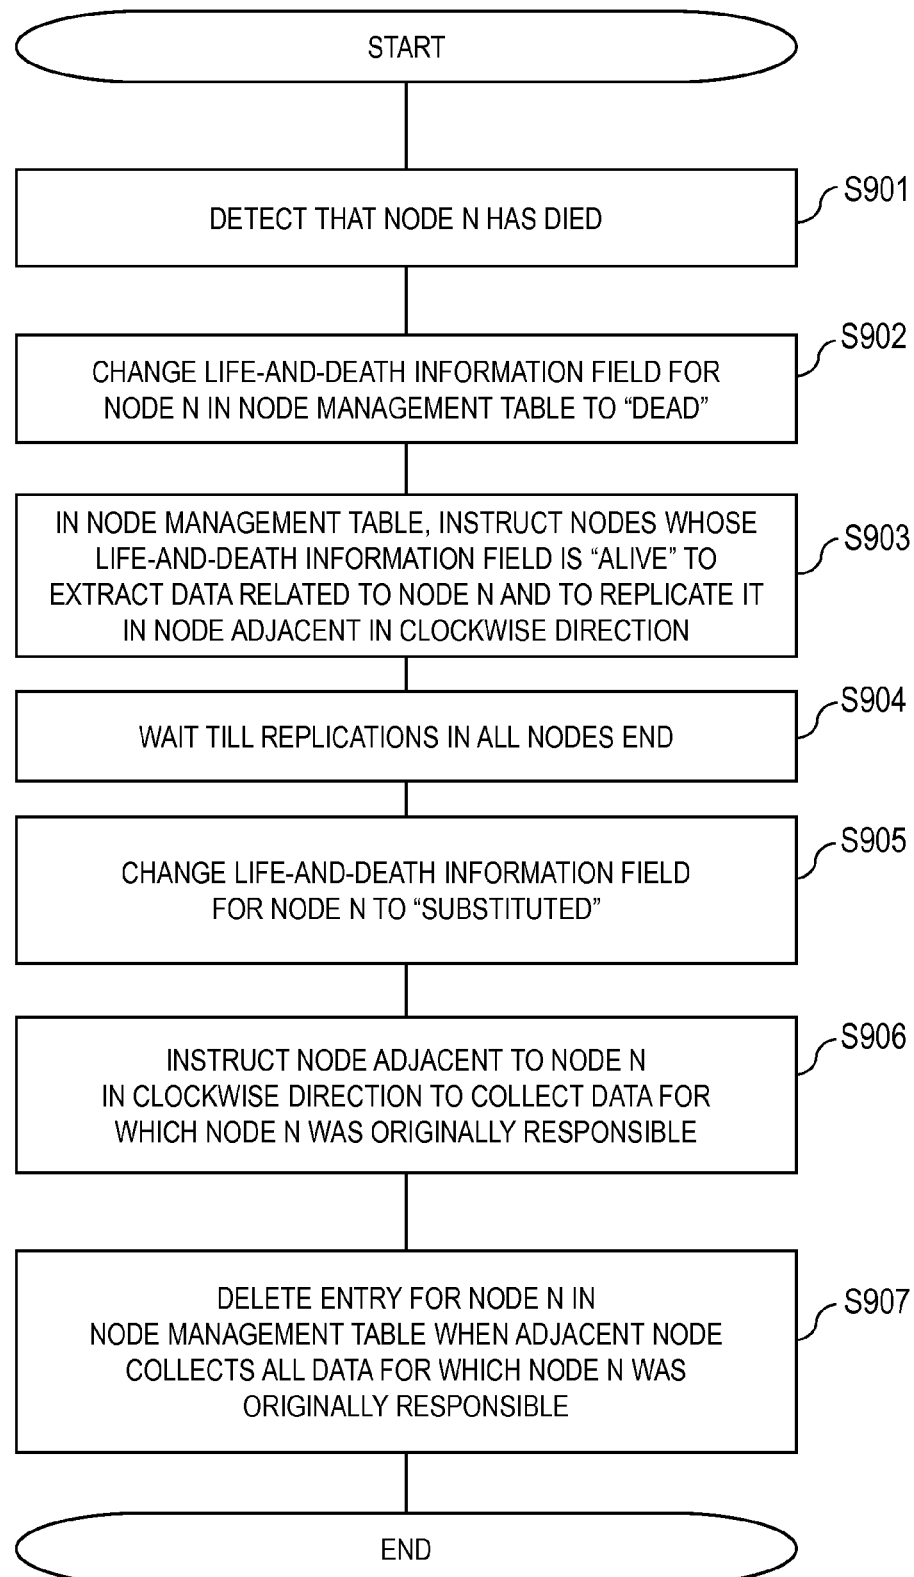 START
DETECT THAT NODE N HAS DIED
S901
CHANGE LIFE-AND-DEATH INFORMATION FIELD FOR
NODE N IN NODE MANAGEMENT TABLE TO “DEAD”
S902
IN NODE MANAGEMENT TABLE, INSTRUCT NODES WHOSE
LIFE-AND-DEATH INFORMATION FIELD IS “ALIVE” TO
EXTRACT DATA RELATED TO NODE N AND TO REPLICATE IT
IN NODE ADJACENT IN CLOCKWISE DIRECTION
S903
WAIT TILL REPLICATIONS IN ALL NODES END
S904
CHANGE LIFE-AND-DEATH INFORMATION FIELD
FOR NODE N TO “SUBSTITUTED”
S905
INSTRUCT NODE ADJACENT TO NODE N
IN CLOCKWISE DIRECTION TO COLLECT DATA FOR
WHICH NODE N WAS ORIGINALLY RESPONSIBLE
S906
DELETE ENTRY FOR NODE N IN
NODE MANAGEMENT TABLE WHEN ADJACENT NODE
COLLECTS ALL DATA FOR WHICH NODE N WAS
ORIGINALLY RESPONSIBLE
S907
END